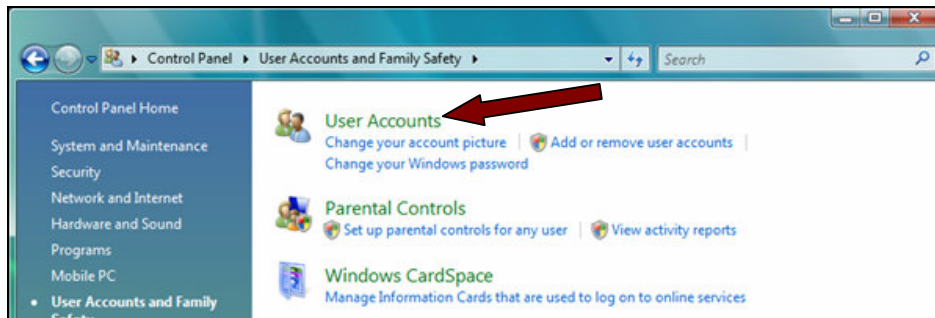 Control Panel ▸ User Accounts and Family Safety ▸ Search
Control Panel Home
System and Maintenance
Security
Network and Internet
Hardware and Sound
Programs
Mobile PC
• User Accounts and Family
Safety
User Accounts
Change your account picture | Add or remove user accounts |
Change your Windows password
Parental Controls
Set up parental controls for any user | View activity reports
Windows CardSpace
Manage Information Cards that are used to log on to online services